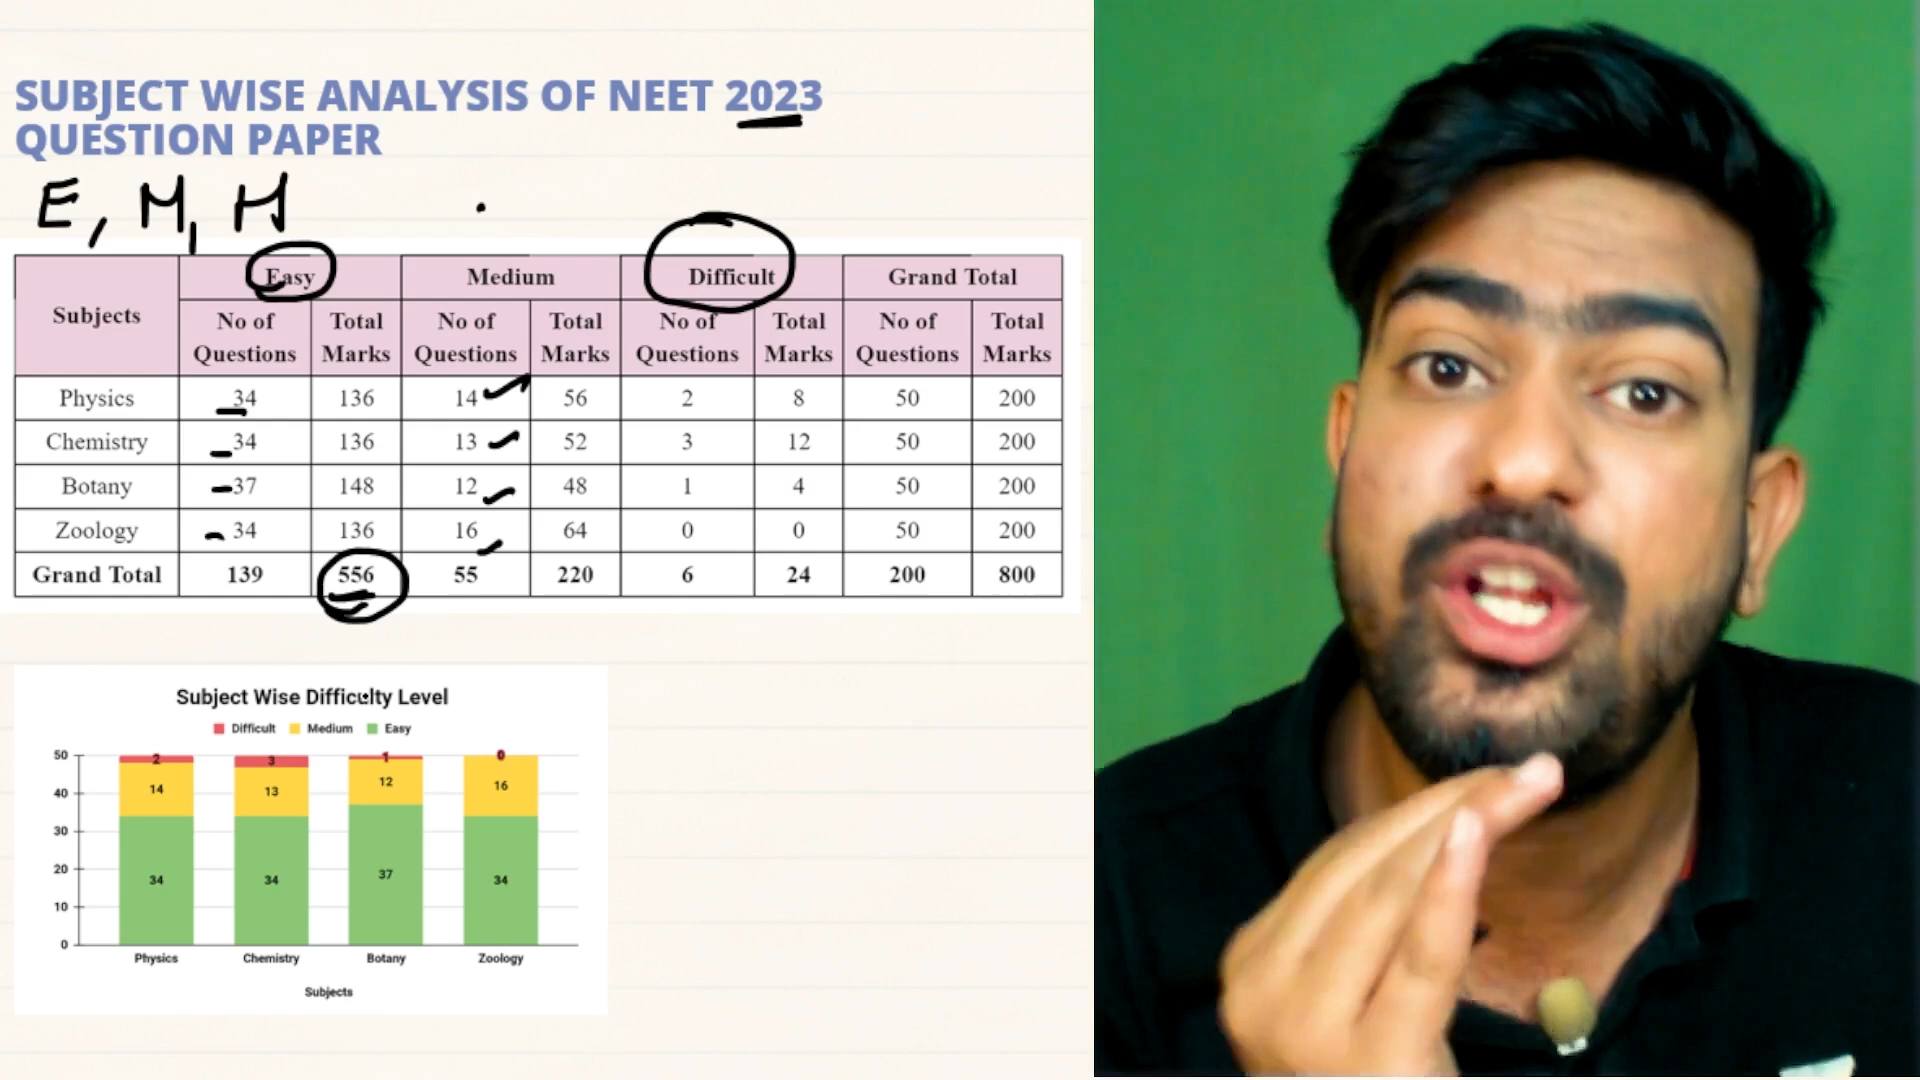 SUBJECT WISE ANALYSIS OF NEET 2023
QUESTION PAPER
E, M, H
Subjects Easy Medium Difficult Grand Total
No of Questions Total Marks No of Questions Total Marks No of Questions Total Marks No of Questions Total Marks
Physics 34 136 14 56 2 8 50 200
Chemistry 34 136 13 52 3 12 50 200
Botany 37 148 12 48 1 4 50 200
Zoology 34 136 16 64 0 0 50 200
Grand Total 139 556 55 220 6 24 200 800
Subject Wise Difficulty Level
Difficult Medium Easy
50 2 3 1 0
14 13 12 16
40
30
20
34 34 37 34
10
0
Physics Chemistry Botany Zoology
Subjects